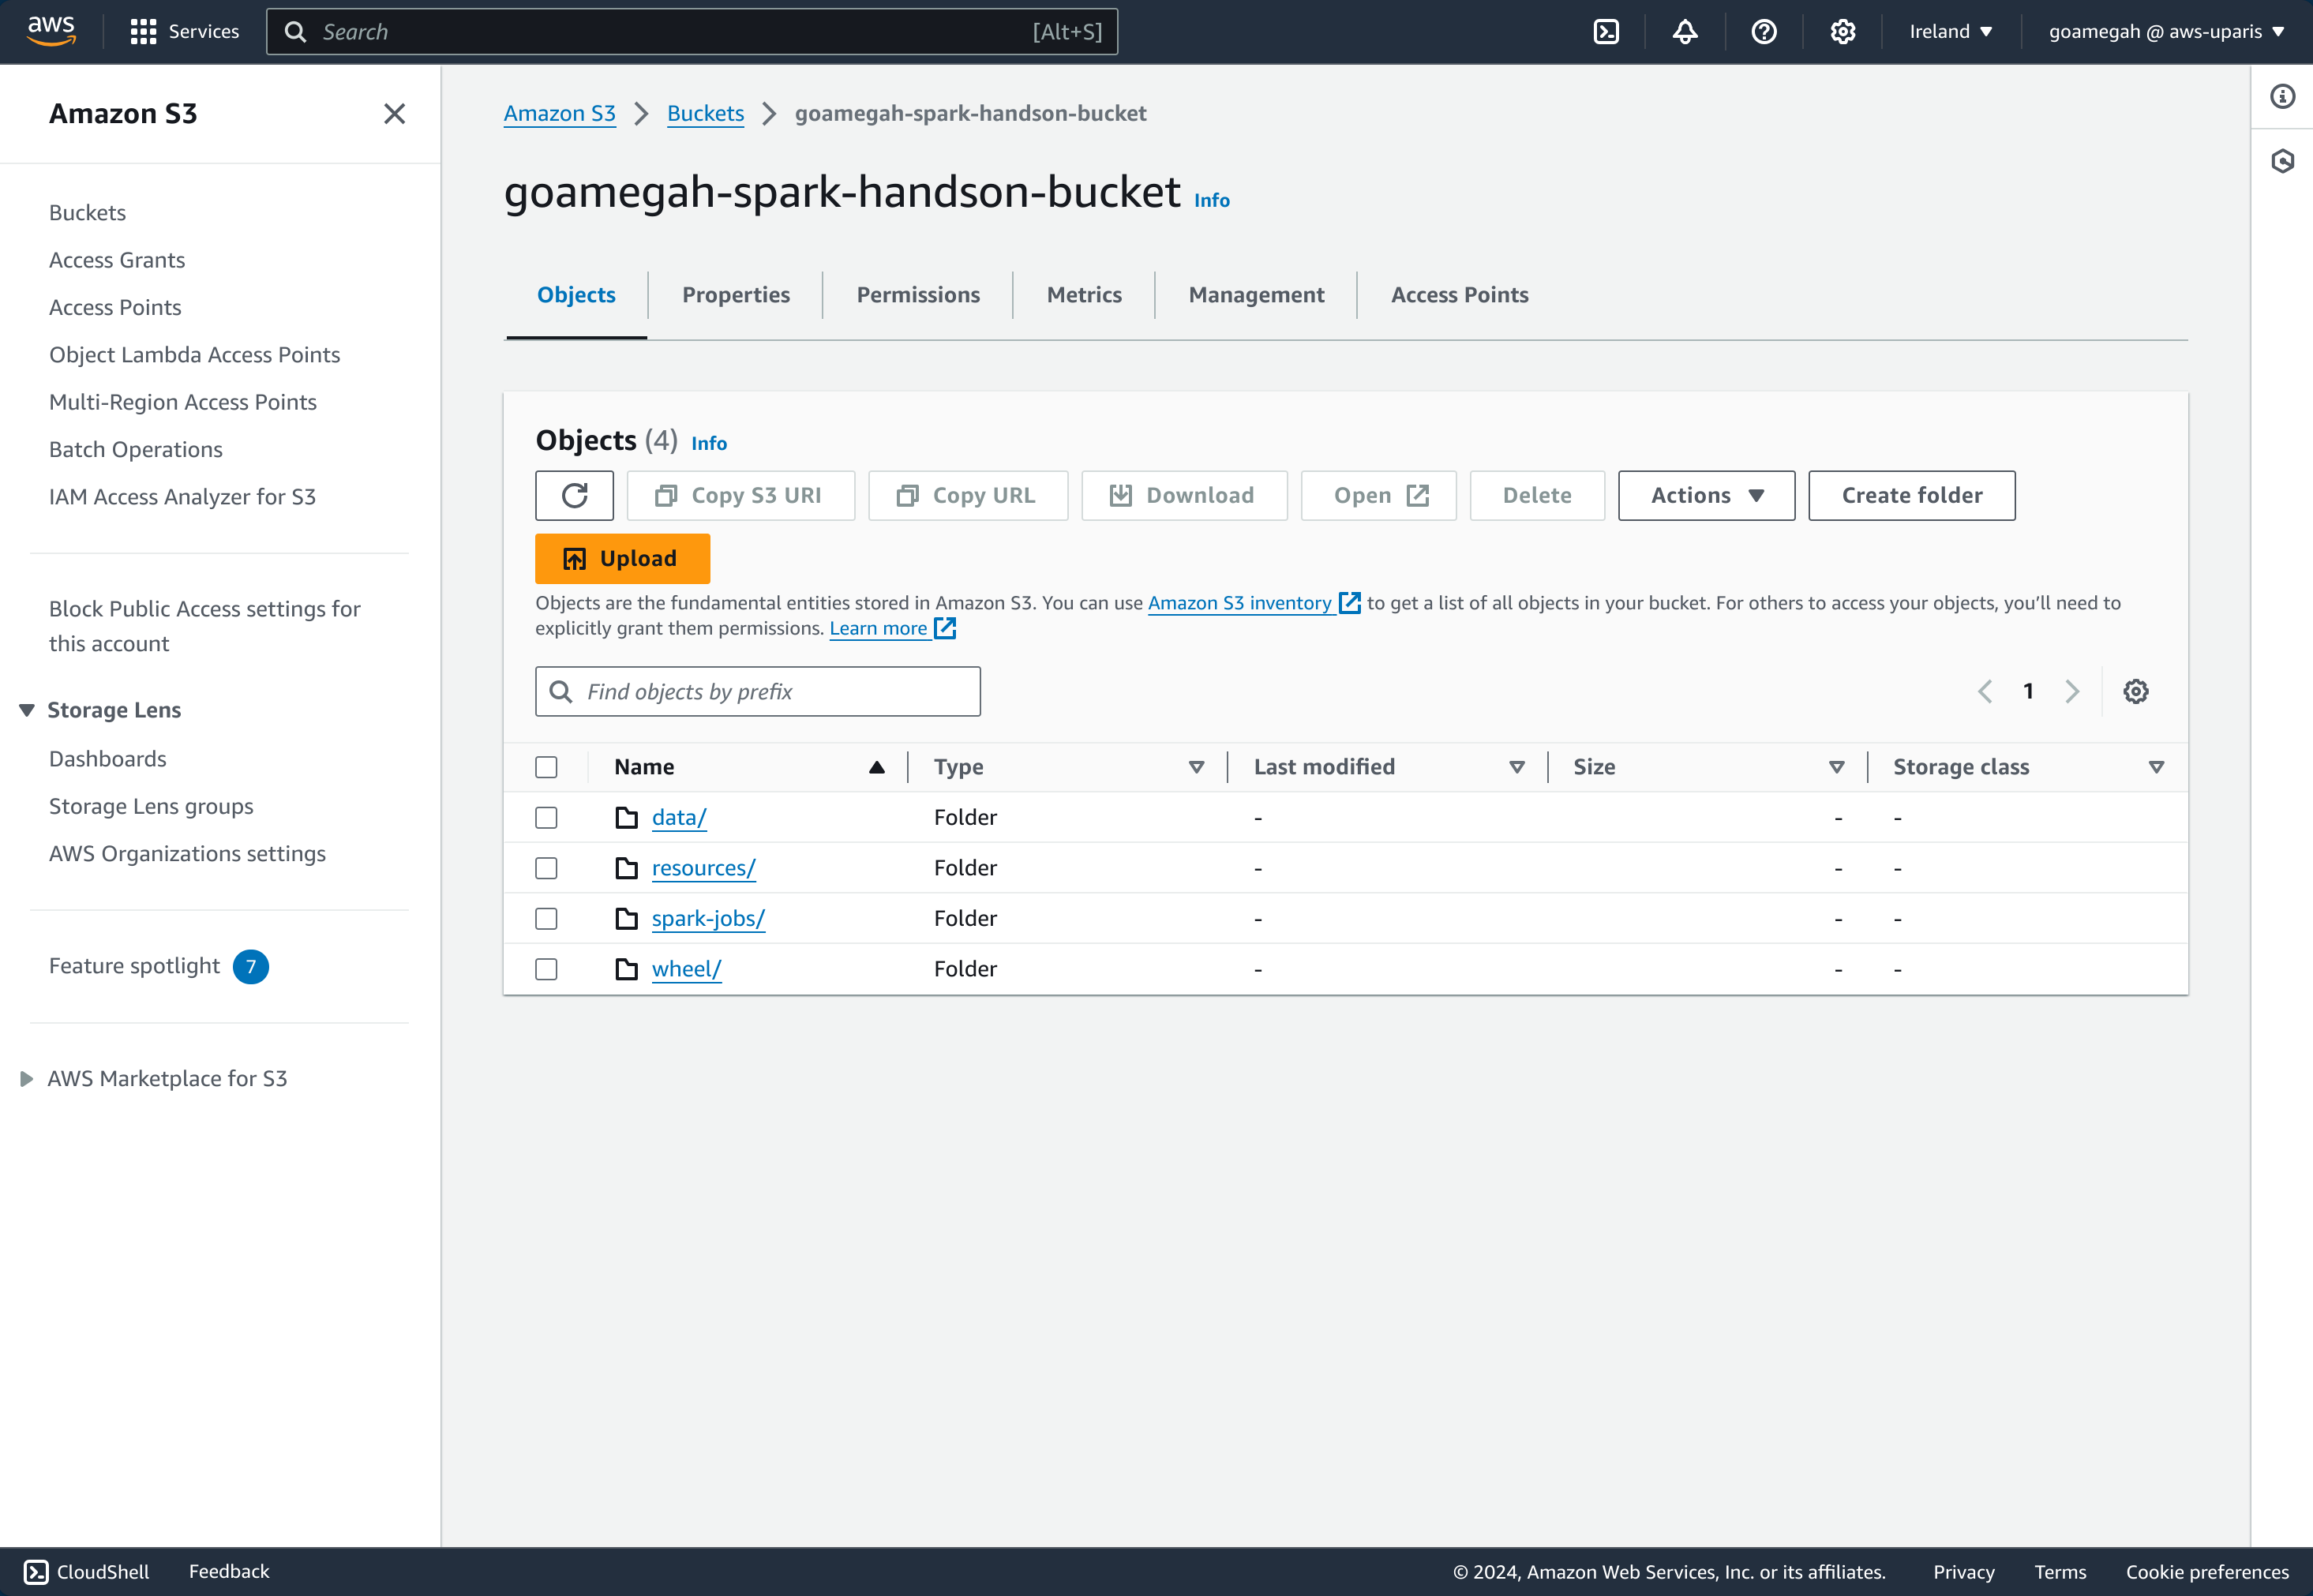 aws
Services
Search
[Alt+S]
Ireland
goamegah @ aws-uparis
Amazon S3
Buckets
Access Grants
Access Points
Object Lambda Access Points
Multi-Region Access Points
Batch Operations
IAM Access Analyzer for S3
Block Public Access settings for
this account
Storage Lens
Dashboards
Storage Lens groups
AWS Organizations settings
Feature spotlight 7
AWS Marketplace for S3
Amazon S3 Buckets goamegah-spark-handson-bucket
goamegah-spark-handson-bucket Info
Objects Properties Permissions Metrics Management Access Points
Objects (4) Info
Copy S3 URI Copy URL Download Open Delete Actions Create folder
Upload
Objects are the fundamental entities stored in Amazon S3. You can use Amazon S3 inventory to get a list of all objects in your bucket. For others to access your objects, you’ll need to
explicitly grant them permissions. Learn more
Find objects by prefix
1
Name Type Last modified Size Storage class
data/ Folder - - -
resources/ Folder - - -
spark-jobs/ Folder - - -
wheel/ Folder - - -
CloudShell Feedback © 2024, Amazon Web Services, Inc. or its affiliates. Privacy Terms Cookie preferences